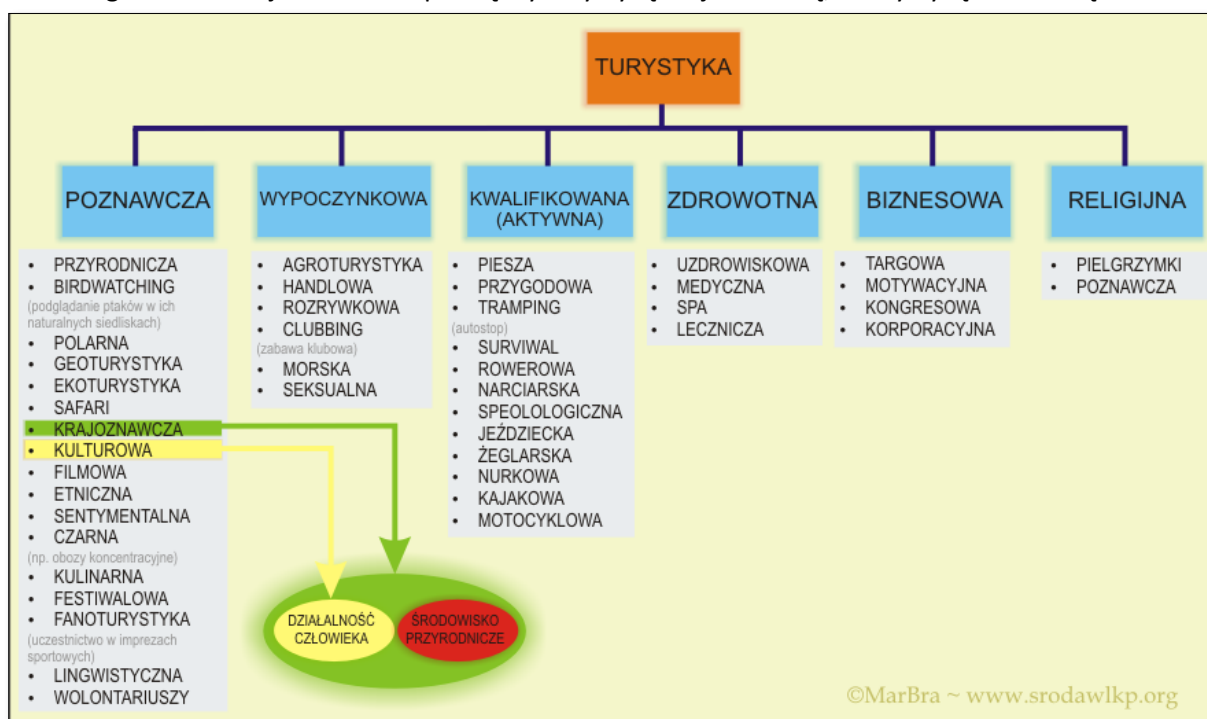 TURYSTYKA
POZNAWCZA
• PRZYRODNICZA
• BIRDWATCHING
(podglądanie ptaków w ich
naturalnych siedliskach)
• POLARNA
• GEOTURYSTYKA
• EKOTURYSTYKA
• SAFARI
• KRAJOZNAWCZA
• KULTUROWA
• FILMOWA
• ETNICZNA
• SENTYMENTALNA
• CZARNA
(np. obozy koncentracyjne)
• KULINARNA
• FESTIWALOWA
• FANOTURYSTYKA
(uczestnictwo w imprezach
sportowych)
• LINGWISTYCZNA
• WOLONTARIUSZY
WYPOCZYNKOWA
• AGROTURYSTYKA
• HANDLOWA
• ROZRYWKOWA
• CLUBBING
(zabawa klubowa)
• MORSKA
• SEKSUALNA
KWALIFIKOWANA
(AKTYWNA)
• PIESZA
• PRZYGODOWA
• TRAMPING
(autostop)
• SURVIWAL
• ROWEROWA
• NARCIARSKA
• SPEOLOLOGICZNA
• JEŹDZIECKA
• ŻEGLARSKA
• NURKOWA
• KAJAKOWA
• MOTOCYKLOWA
ZDROWOTNA
• UZDROWISKOWA
• MEDYCZNA
• SPA
• LECZNICZA
BIZNESOWA
• TARGOWA
• MOTYWACYJNA
• KONGRESOWA
• KORPORACYJNA
RELIGIJNA
• PIELGRZYMKI
• POZNAWCZA
DZIAŁALNOŚĆ
CZŁOWIEKA
ŚRODOWISKO
PRZYRODNICZE
©MarBra ~ www.srodawlkp.org